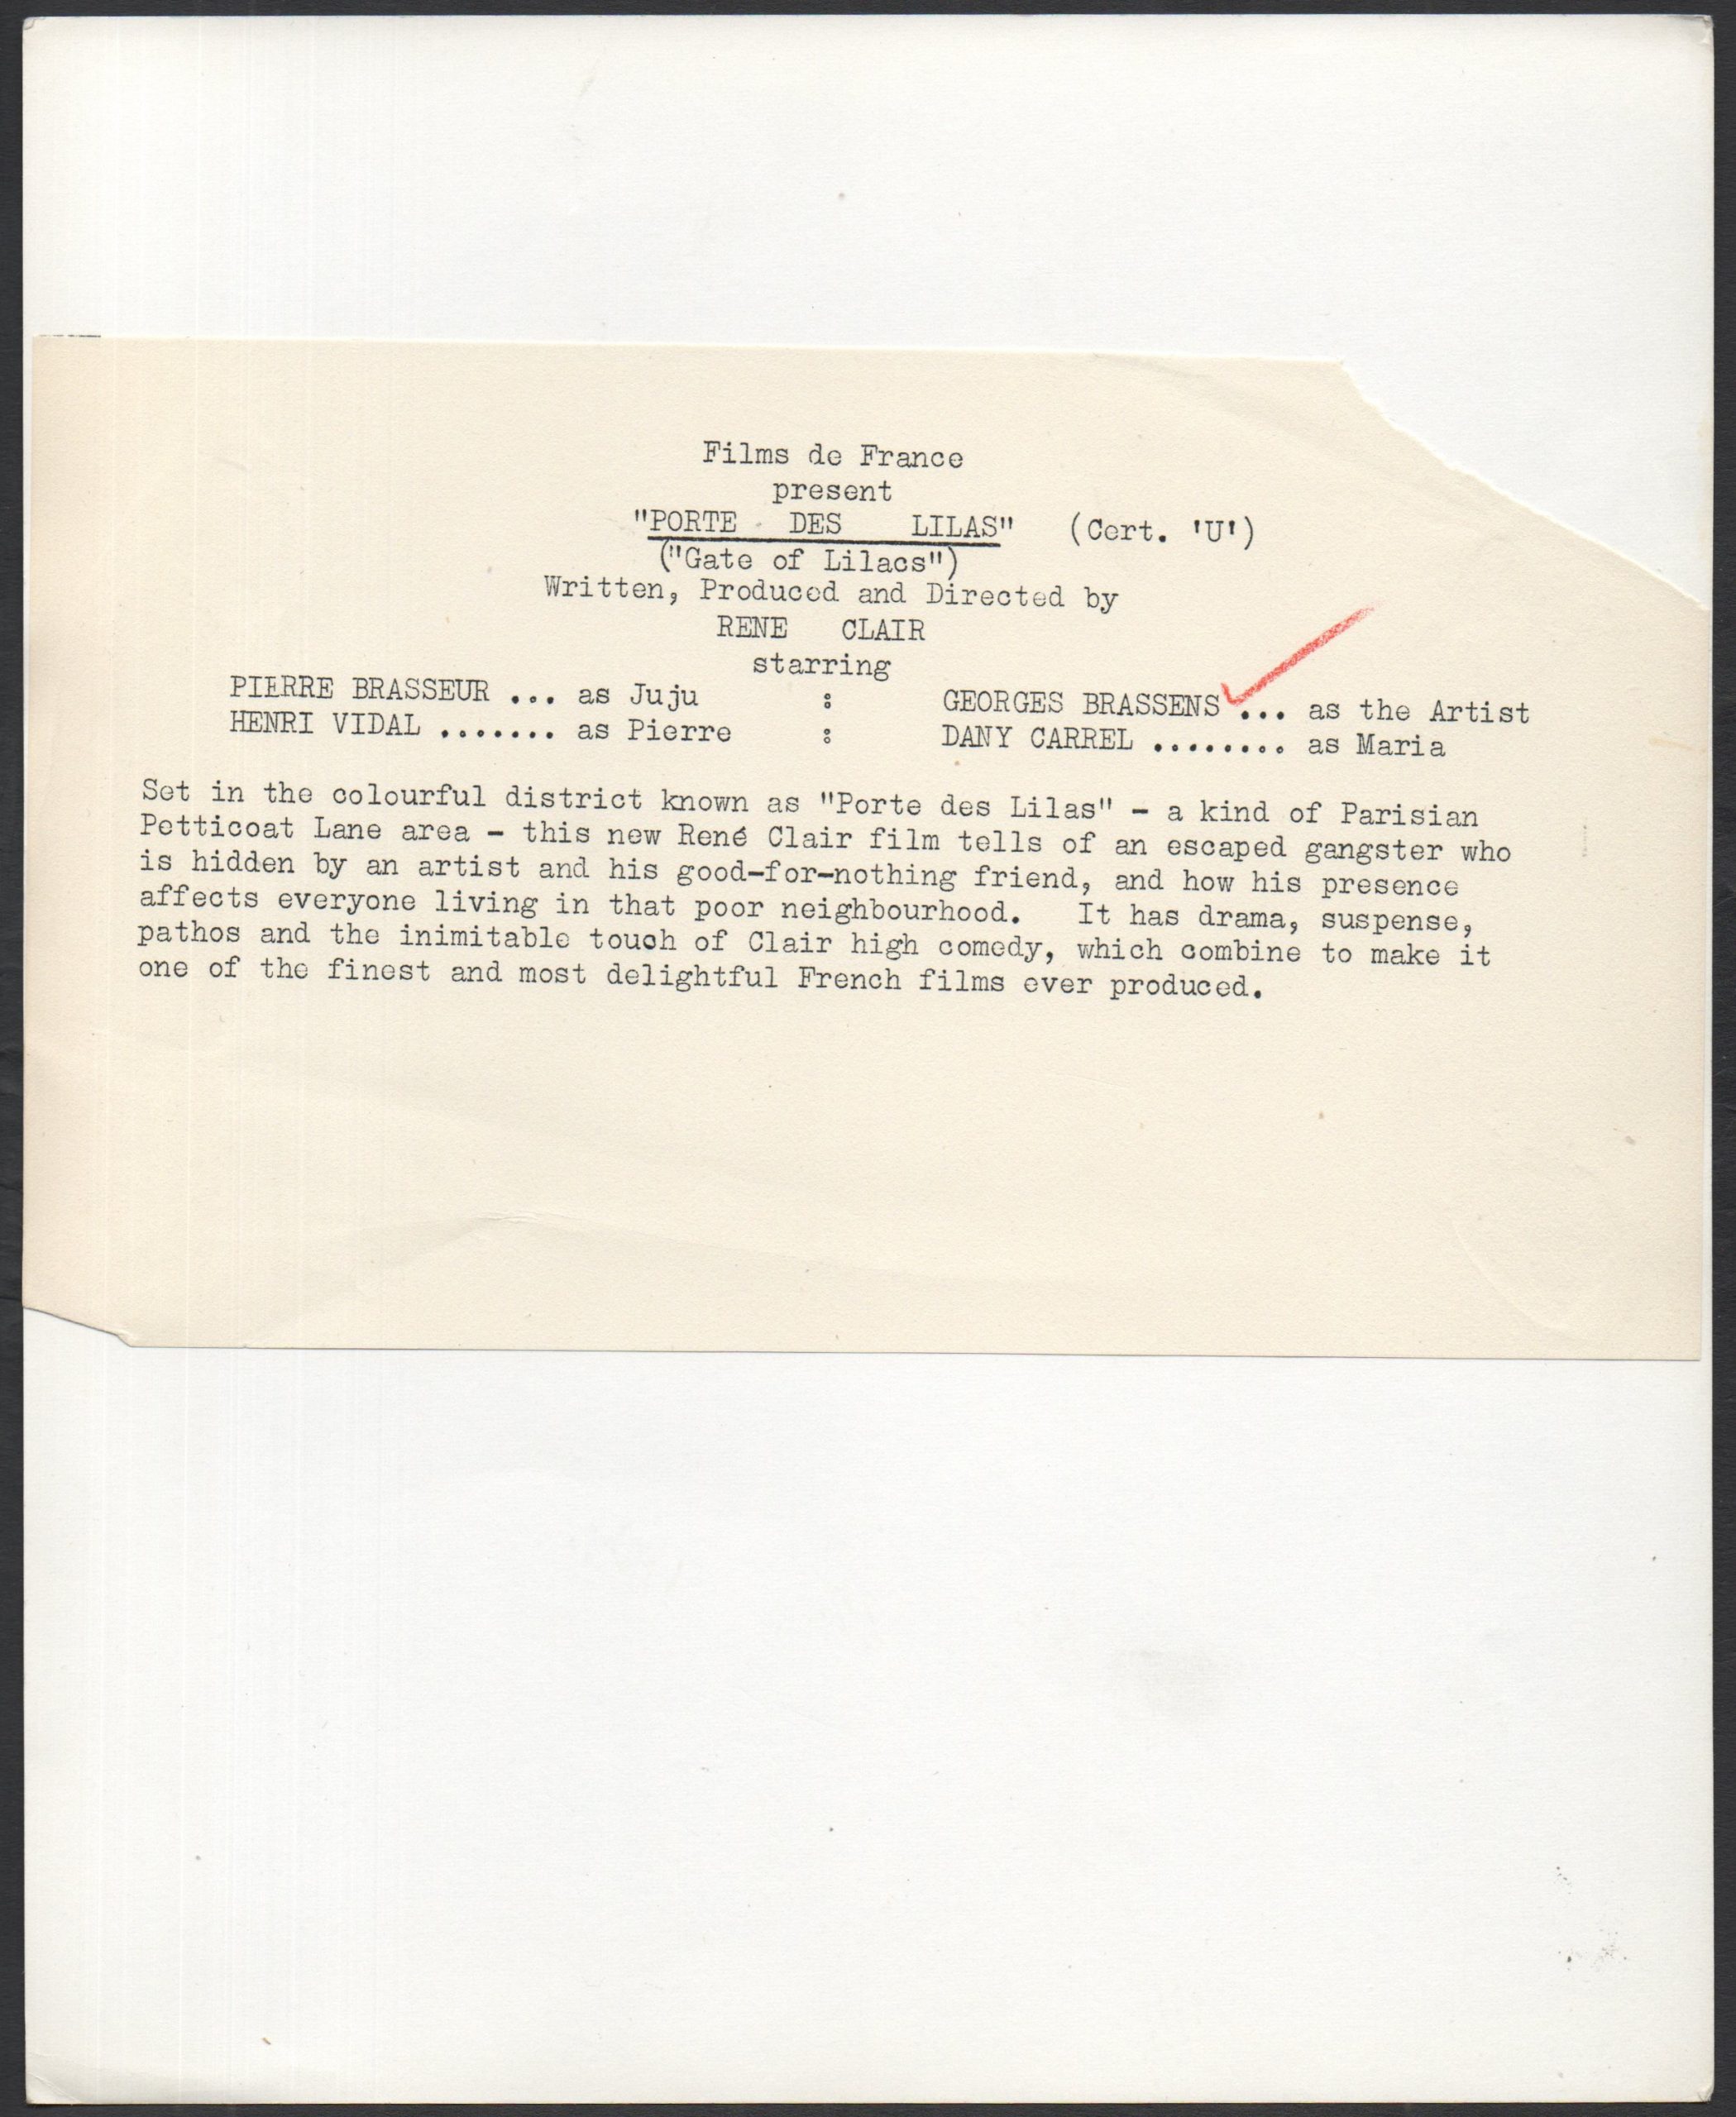 Films de France
present
"PORTE DES LILAS" (Cert. 'U')
("Gate of Lilacs")
Written, Produced and Directed by
RENE CLAIR
starring
PIERRE BRASSEUR ... as Juju : GEORGES BRASSENS ... as the Artist
HENRI VIDAL ....... as Pierre : DANY CARREL ........ as Maria
Set in the colourful district known as "Porte des Lilas" - a kind of Parisian
Petticoat Lane area - this new René Clair film tells of an escaped gangster who
is hidden by an artist and his good-for-nothing friend, and how his presence
affects everyone living in that poor neighbourhood. It has drama, suspense,
pathos and the inimitable touch of Clair high comedy, which combine to make it
one of the finest and most delightful French films ever produced.